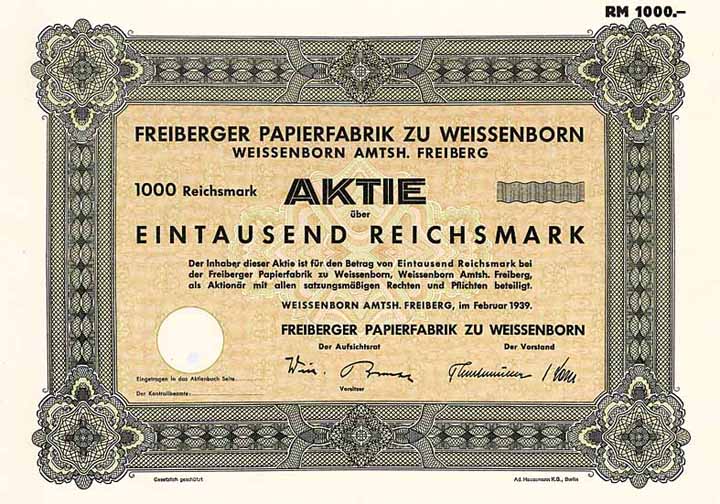 RM 1000.–
FREIBERGER PAPIERFABRIK ZU WEISSENBORN
WEISSENBORN AMTSH. FREIBERG
1000 Reichsmark AKTIE
über
EINTAUSEND REICHSMARK
Der Inhaber dieser Aktie ist für den Betrag von Eintausend Reichsmark bei
der Freiberger Papierfabrik zu Weissenborn, Weissenborn Amtsh. Freiberg,
als Aktionär mit allen satzungsmäßigen Rechten und Pflichten beteiligt.
WEISSENBORN AMTSH. FREIBERG, im Februar 1939.
FREIBERGER PAPIERFABRIK ZU WEISSENBORN
Der Aufsichtsrat Der Vorstand
Vorsitzer
Eingetragen in das Aktienbuch Seite
Der Kontrollbeamte:
Gesetzlich geschützt Ad. Haussmann K.G., Berlin